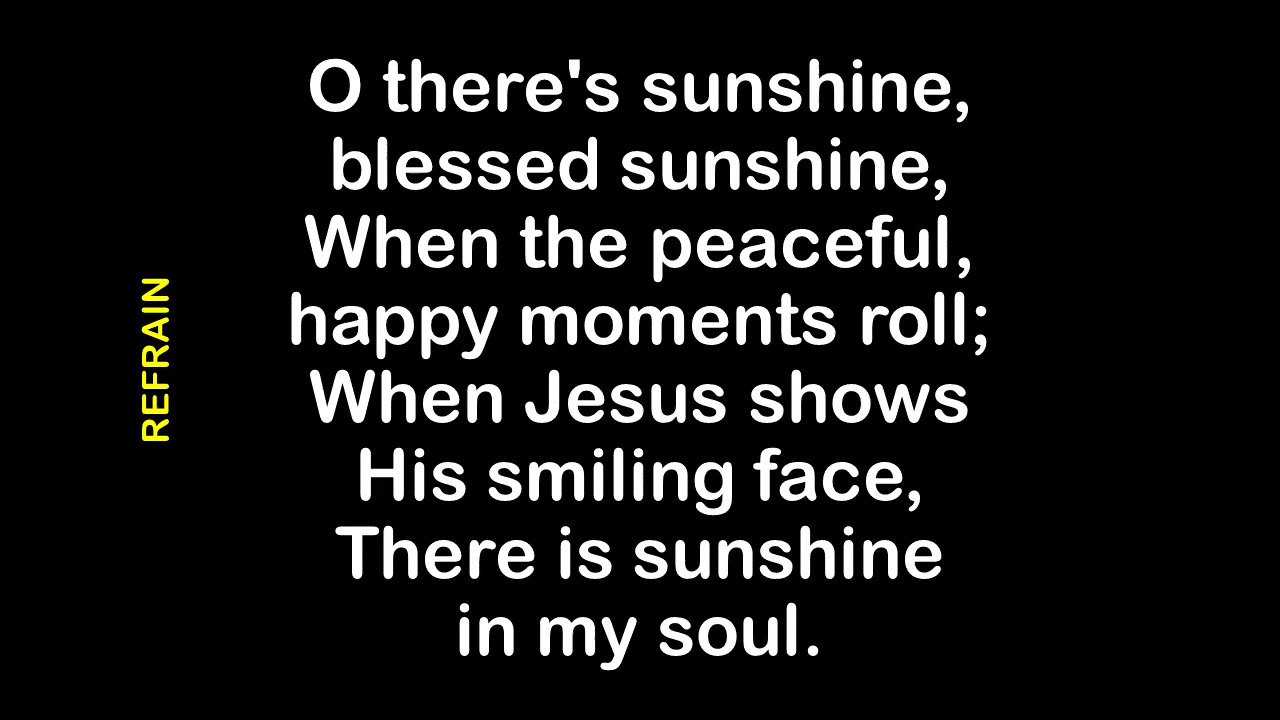 REFRAIN
O there's sunshine,
blessed sunshine,
When the peaceful,
happy moments roll;
When Jesus shows
His smiling face,
There is sunshine
in my soul.